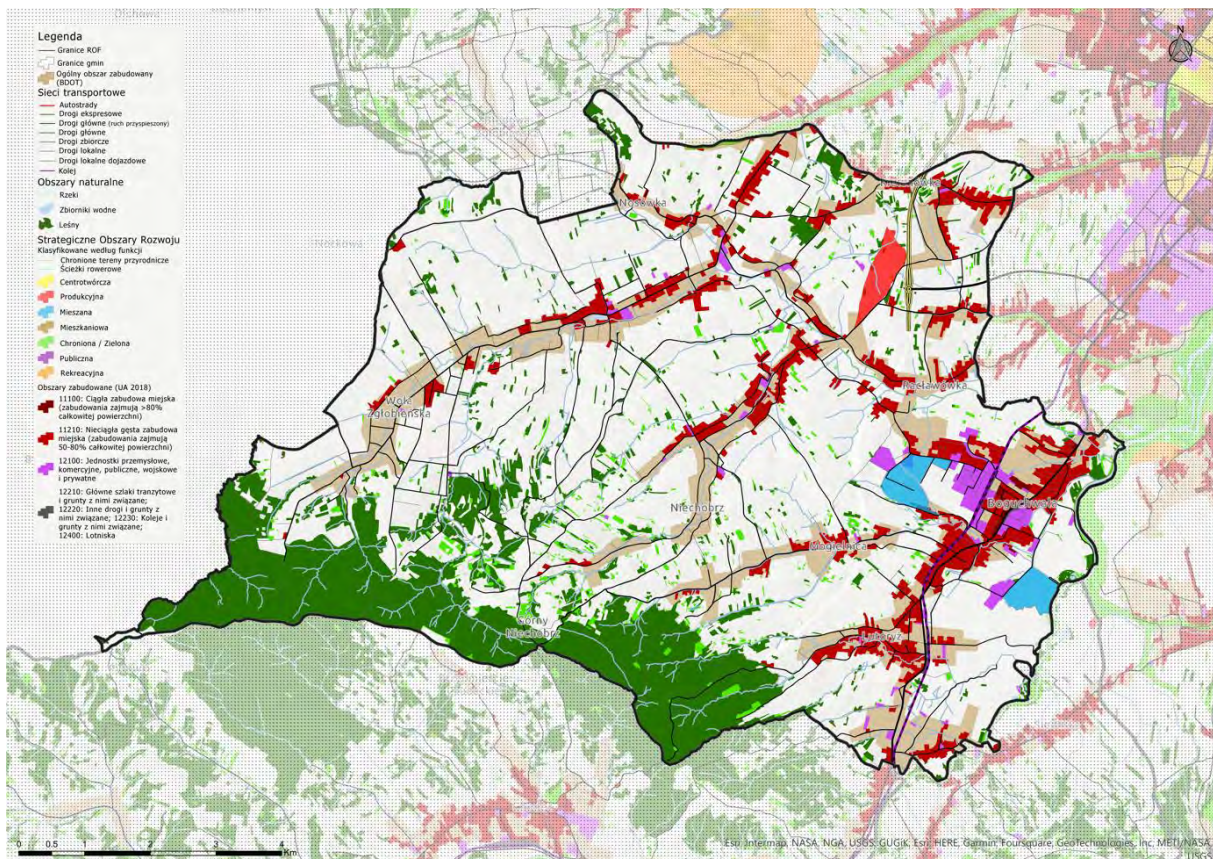 Olchowa
Legenda
Granice ROF
Granice gmin
Ogólny obszar zabudowany
(BDOT)
Sieci transportowe
Autostrady
Drogi ekspresowe
Drogi główne (ruch przyspieszony)
Drogi główne
Drogi zbiorcze
Drogi lokalne
Drogi lokalne dojazdowe
Kolej
Obszary naturalne
Rzeki
Zbiorniki wodne
Leśny
Strategiczne Obszary Rozwoju
Klasyfikowane według funkcji
Chronione tereny przyrodnicze
Ścieżki rowerowe
Centrotwórcza
Produkcyjna
Mieszana
Mieszkaniowa
Chroniona / Zielona
Publiczna
Rekreacyjna
Obszary zabudowane (UA 2018)
11100: Ciągła zabudowa miejska
(zabudowania zajmują >80%
całkowitej powierzchni)
11210: Nieciągła gęsta zabudowa
miejska (zabudowania zajmują
50-80% całkowitej powierzchni)
12100: Jednostki przemysłowe,
komercyjne, publiczne, wojskowe
i prywatne
12210: Główne szlaki tranzytowe
i grunty z nimi związane;
12220: Inne drogi i grunty z
nimi związane; 12230: Koleje i
grunty z nimi związane;
12400: Lotniska
N
Nosówka
Nockowa
Racławówka
Wola
Zgłobieńska
Niechobrz
Boguchwała
Mogielnica
Górny
Niechobrz
Lutoryż
0 0.5 1 2 3 4
Km
Esri, Intermap, NASA, NGA, USGS, GUGiK, Esri, HERE, Garmin, Foursquare, GeoTechnologies, Inc, METI/NASA,
USGS